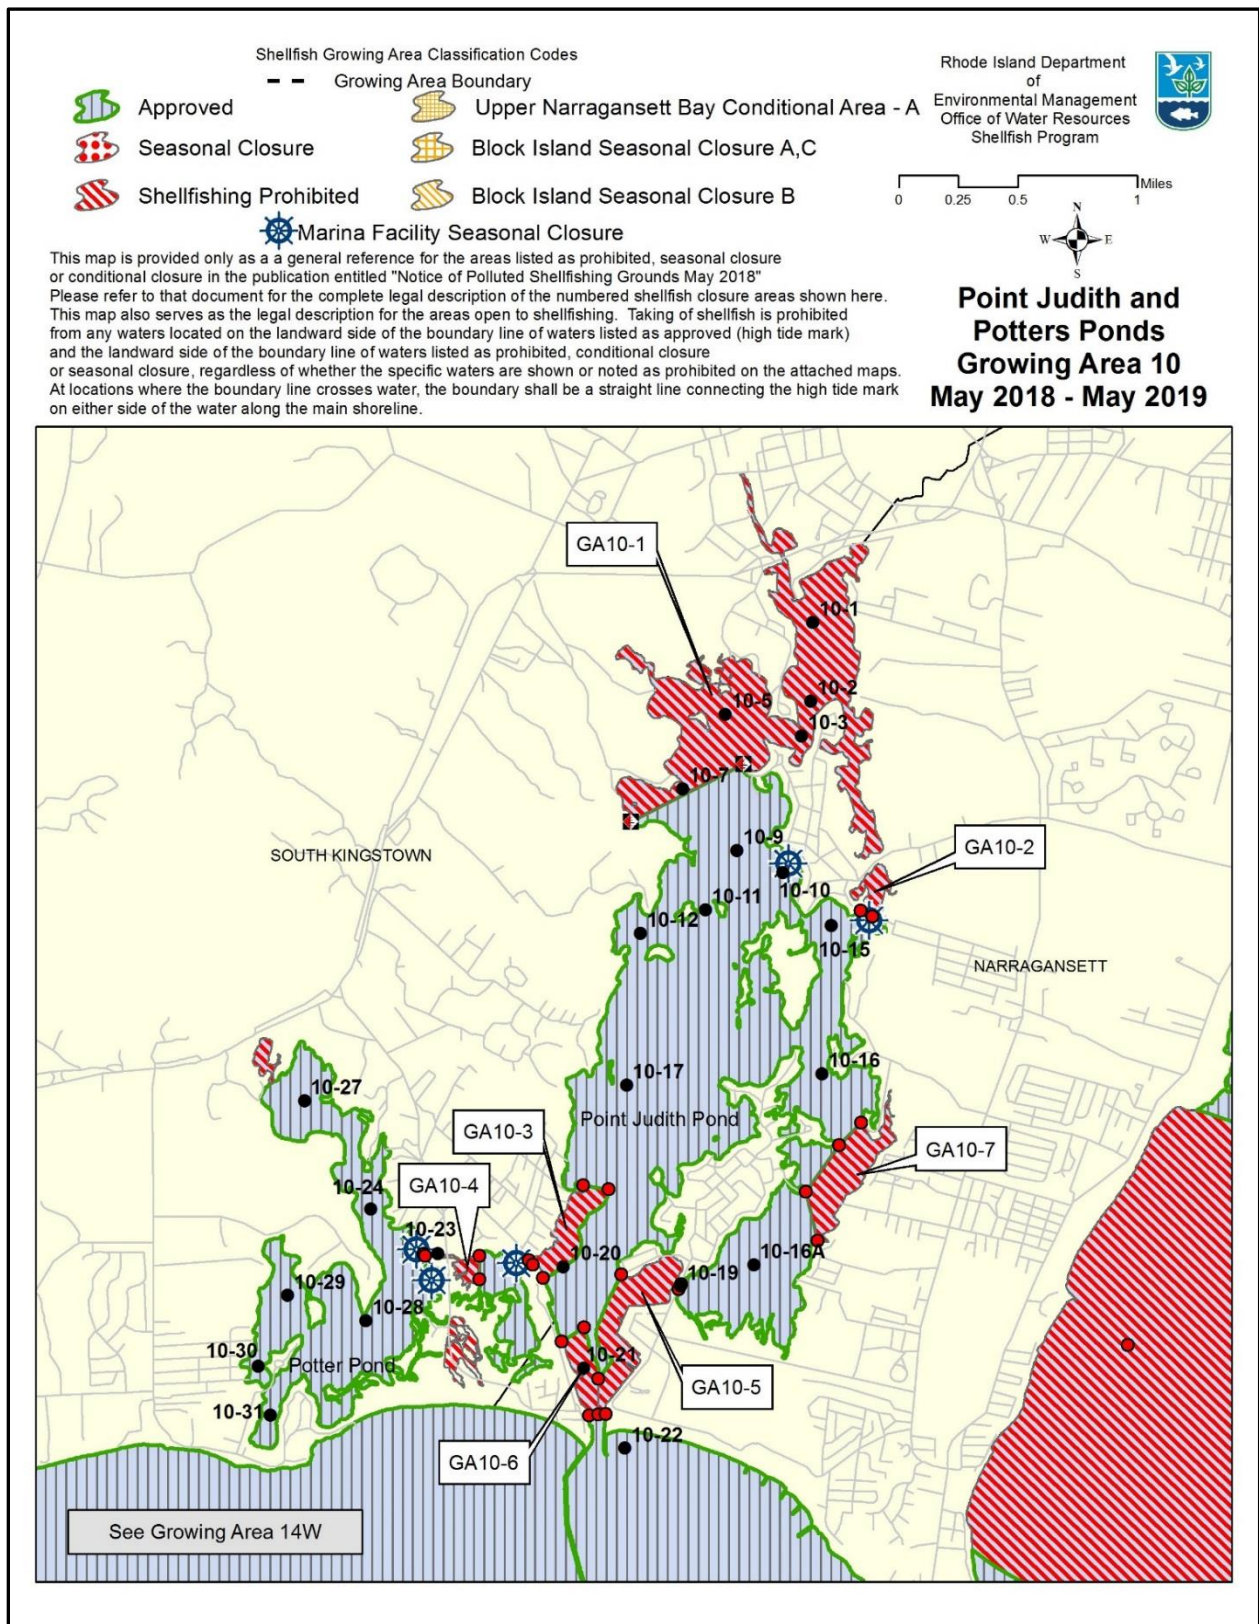 Shellfish Growing Area Classification Codes
Growing Area Boundary
Approved
Upper Narragansett Bay Conditional Area - A
Seasonal Closure
Block Island Seasonal Closure A,C
Shellfishing Prohibited
Block Island Seasonal Closure B
Marina Facility Seasonal Closure
Rhode Island Department
of
Environmental Management
Office of Water Resources
Shellfish Program
Miles
0 0.25 0.5 1
N
W E
S
This map is provided only as a a general reference for the areas listed as prohibited, seasonal closure
or conditional closure in the publication entitled "Notice of Polluted Shellfishing Grounds May 2018"
Please refer to that document for the complete legal description of the numbered shellfish closure areas shown here.
This map also serves as the legal description for the areas open to shellfishing. Taking of shellfish is prohibited
from any waters located on the landward side of the boundary line of waters listed as approved (high tide mark)
and the landward side of the boundary line of waters listed as prohibited, conditional closure
or seasonal closure, regardless of whether the specific waters are shown or noted as prohibited on the attached maps.
At locations where the boundary line crosses water, the boundary shall be a straight line connecting the high tide mark
on either side of the water along the main shoreline.
Point Judith and
Potters Ponds
Growing Area 10
May 2018 - May 2019
GA10-1
10-1
10-2
10-5
10-3
10-7
10-9
GA10-2
SOUTH KINGSTOWN
10-10
10-11
10-12
10-15
NARRAGANSETT
10-16
10-17
10-27
Point Judith Pond
GA10-3
GA10-7
GA10-4
10-24
10-23
10-20
10-16A
10-19
10-29
10-28
10-21
10-30
Potter Pond
GA10-5
10-31
10-22
GA10-6
See Growing Area 14W